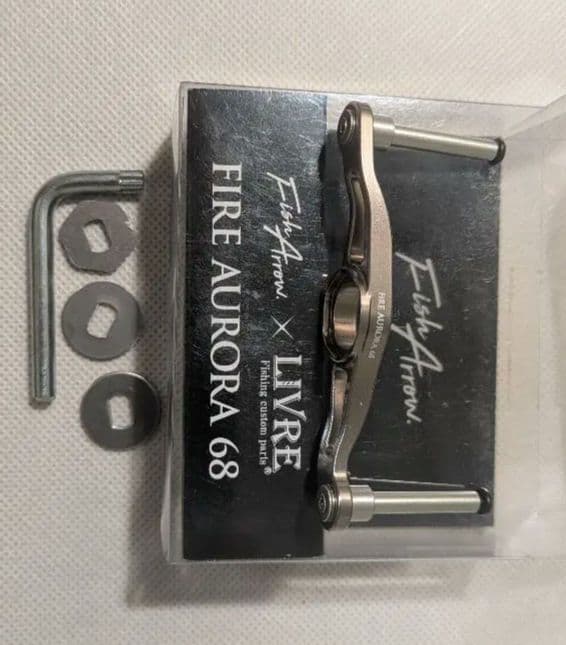 Fish Arrow.
×
LIVRE
Fishing custom parts®
FIRE AURORA 68
FIRE AURORA 68
Fish Arrow.